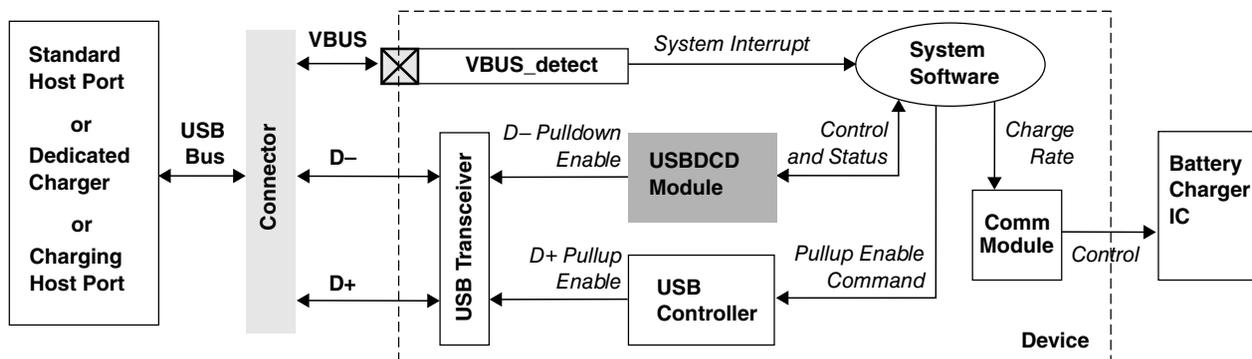 Standard
Host Port
or
Dedicated
Charger
or
Charging
Host Port
USB
Bus
Connector
VBUS
D–
D+
VBUS_detect
System Interrupt
System
Software
USB Transceiver
D– Pulldown
Enable
USBDCD
Module
Control
and Status
Charge
Rate
D+ Pullup
Enable
USB
Controller
Pullup Enable
Command
Comm
Module
Control
Battery
Charger
IC
Device